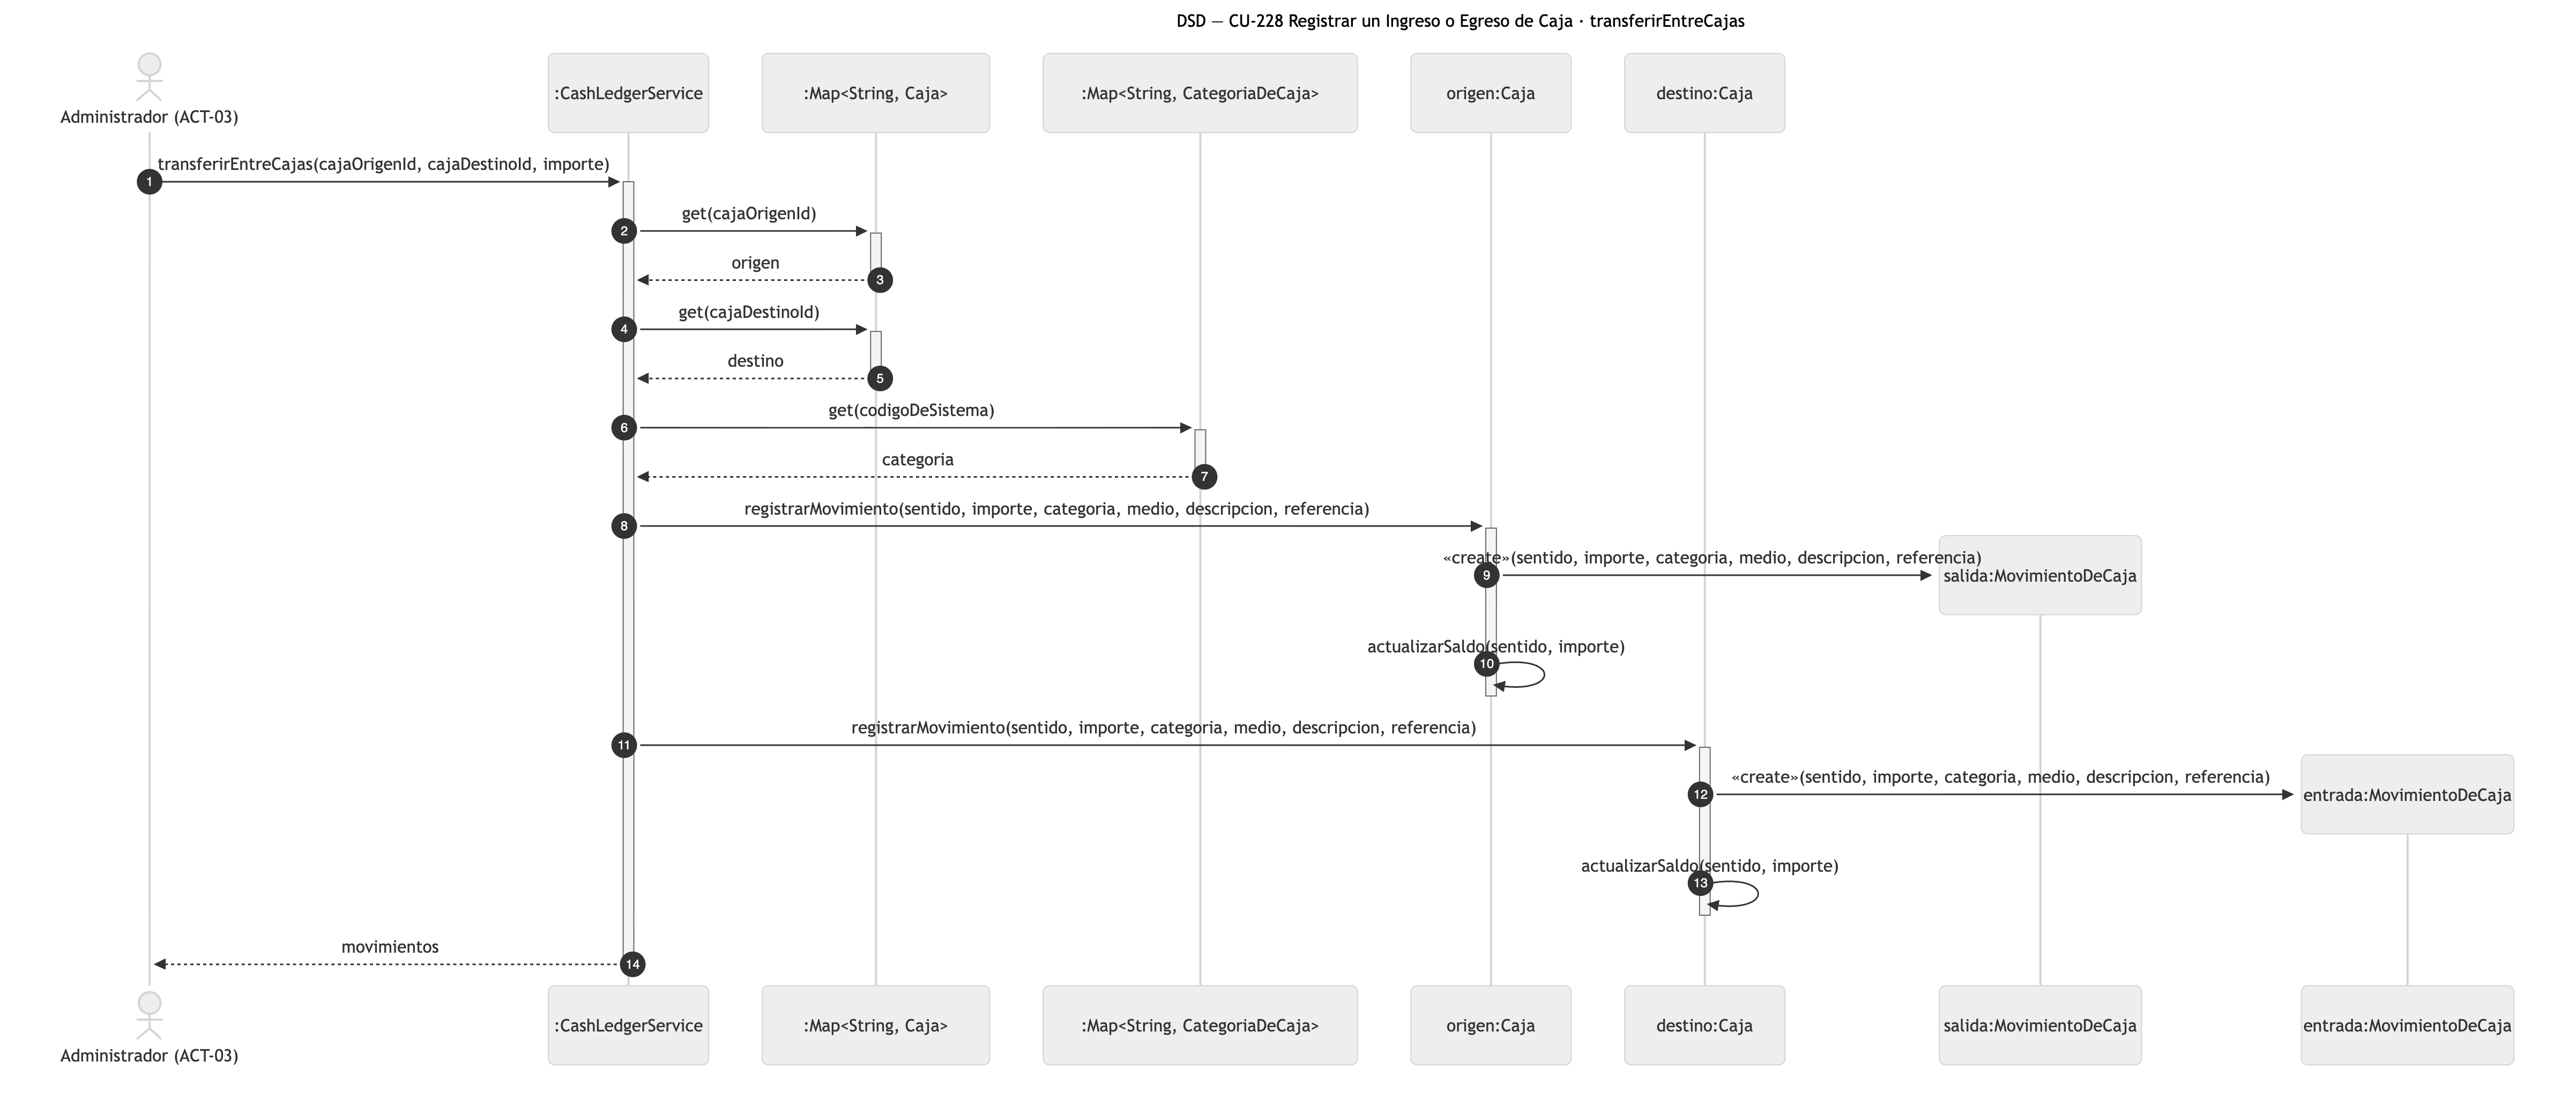 DSD — CU-228 Registrar un Ingreso o Egreso de Caja · transferirEntreCajas
Administrador (ACT-03)
:CashLedgerService
:Map<String, Caja>
:Map<String, CategoriaDeCaja>
origen:Caja
destino:Caja
transferirEntreCajas(cajaOrigenId, cajaDestinoId, importe)
1
get(cajaOrigenId)
2
origen
3
get(cajaDestinoId)
4
destino
5
get(codigoDeSistema)
6
categoria
7
registrarMovimiento(sentido, importe, categoria, medio, descripcion, referencia)
8
«create»(sentido, importe, categoria, medio, descripcion, referencia)
9
salida:MovimientoDeCaja
actualizarSaldo(sentido, importe)
10
registrarMovimiento(sentido, importe, categoria, medio, descripcion, referencia)
11
«create»(sentido, importe, categoria, medio, descripcion, referencia)
12
entrada:MovimientoDeCaja
actualizarSaldo(sentido, importe)
13
movimientos
14
Administrador (ACT-03)
:CashLedgerService
:Map<String, Caja>
:Map<String, CategoriaDeCaja>
origen:Caja
destino:Caja
salida:MovimientoDeCaja
entrada:MovimientoDeCaja